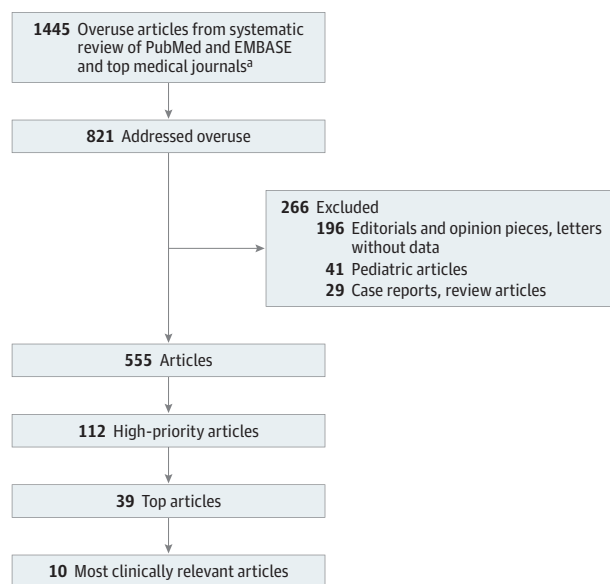 1445 Overuse articles from systematic
review of PubMed and EMBASE
and top medical journalsᵃ
821 Addressed overuse
266 Excluded
196 Editorials and opinion pieces, letters
without data
41 Pediatric articles
29 Case reports, review articles
555 Articles
112 High-priority articles
39 Top articles
10 Most clinically relevant articles